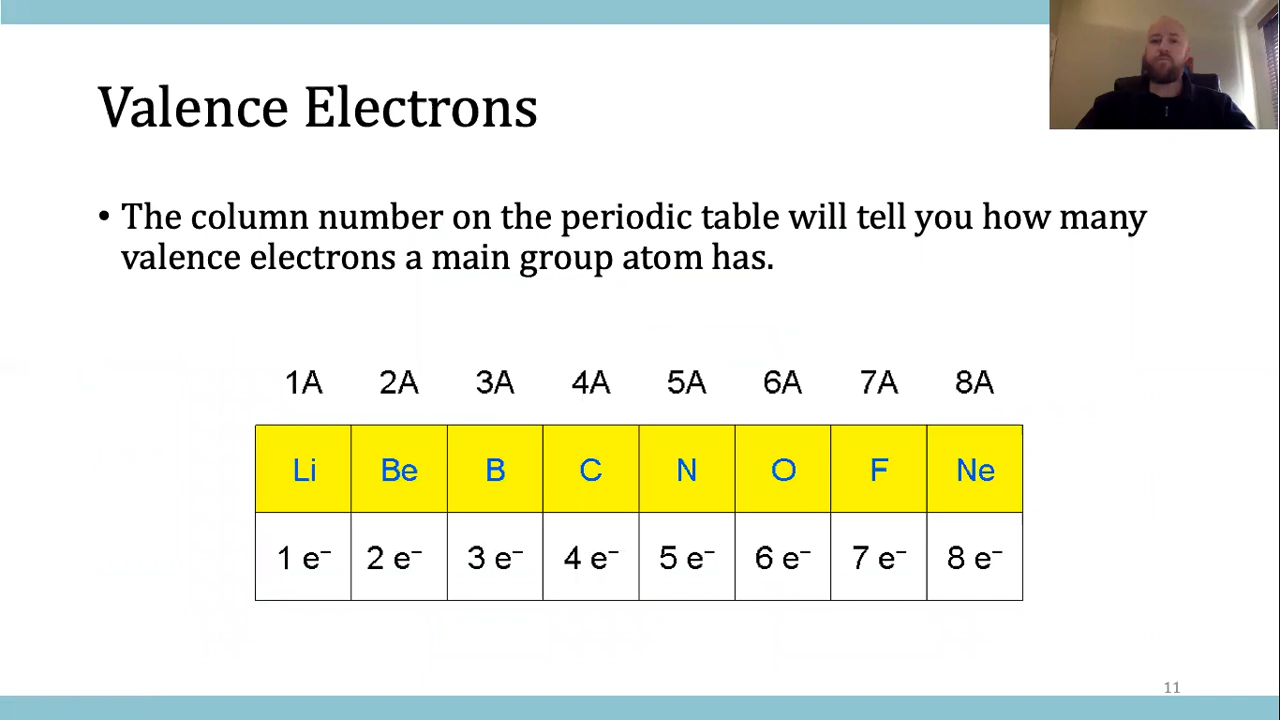 Valence Electrons
• The column number on the periodic table will tell you how many
valence electrons a main group atom has.
1A 2A 3A 4A 5A 6A 7A 8A
Li Be B C N O F Ne
1 e⁻ 2 e⁻ 3 e⁻ 4 e⁻ 5 e⁻ 6 e⁻ 7 e⁻ 8 e⁻
11